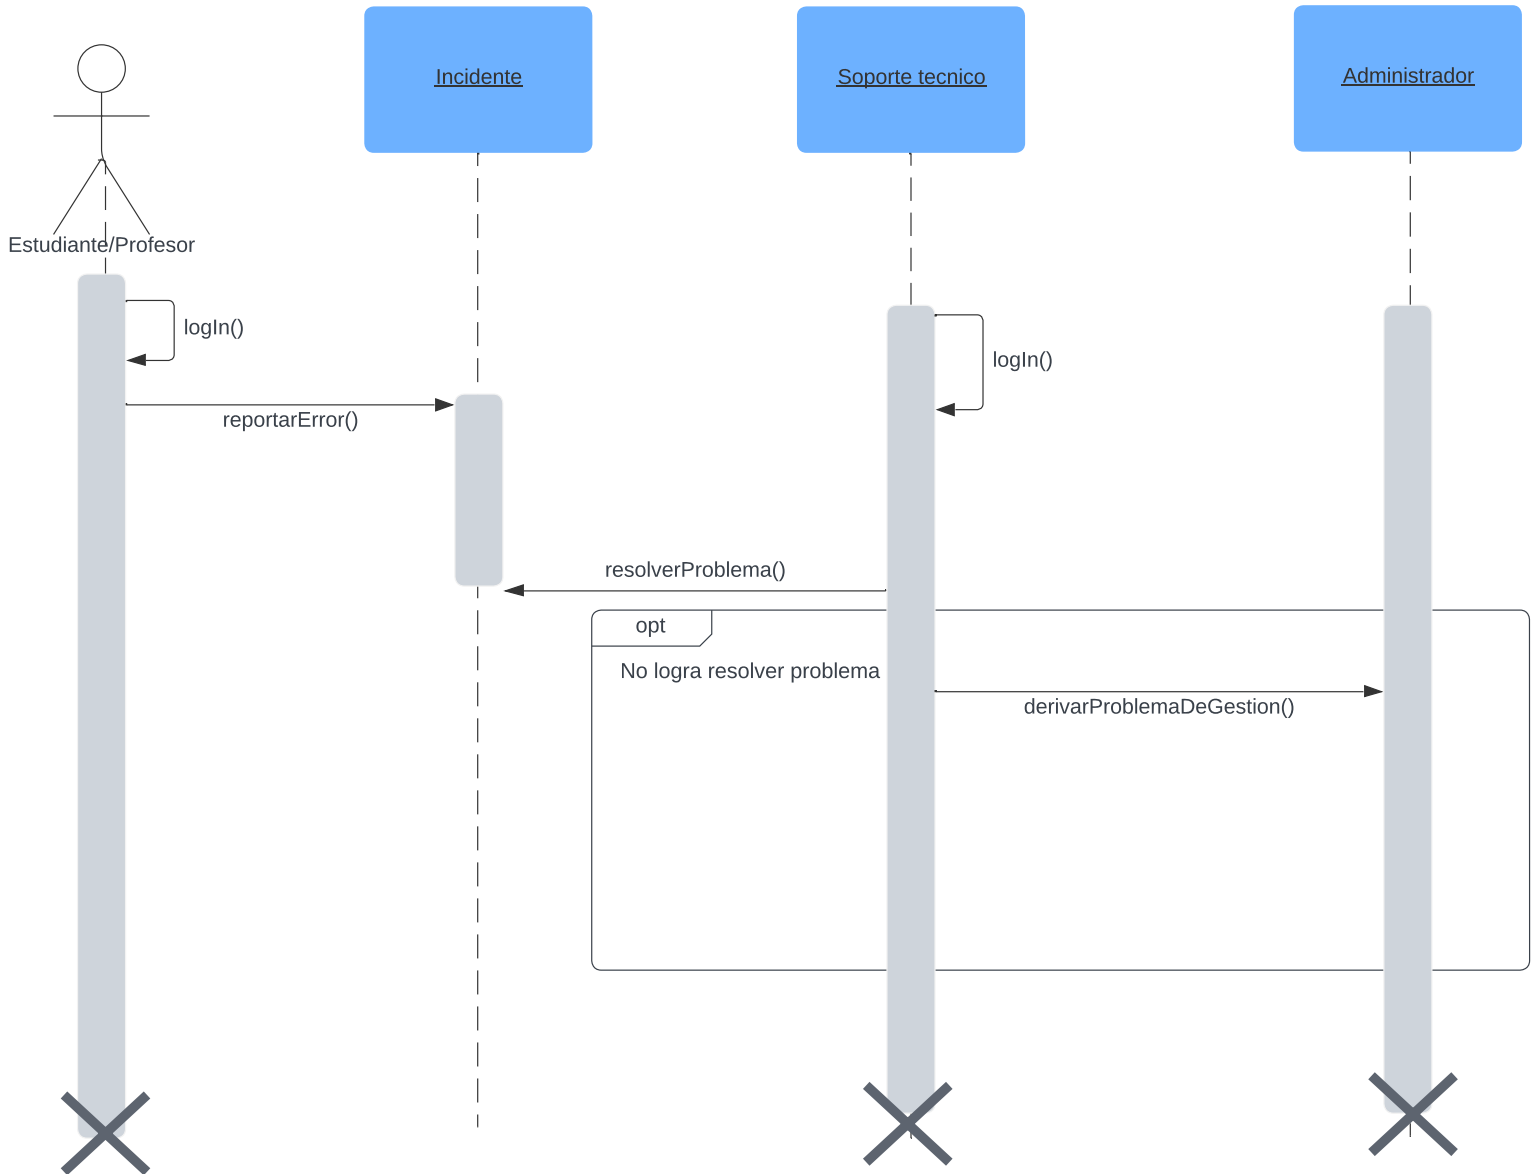 Incidente
Soporte tecnico
Administrador
Estudiante/Profesor
logIn()
logIn()
reportarError()
resolverProblema()
opt
No logra resolver problema
derivarProblemaDeGestion()